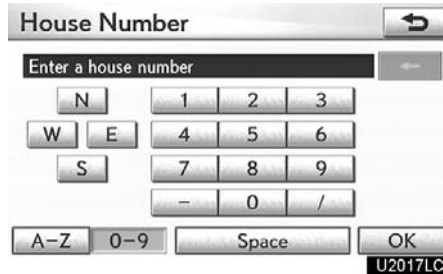 House Number
Enter a house number
N 1 2 3
W E 4 5 6
S 7 8 9
- 0 /
A-Z 0-9 Space OK
U2017LC